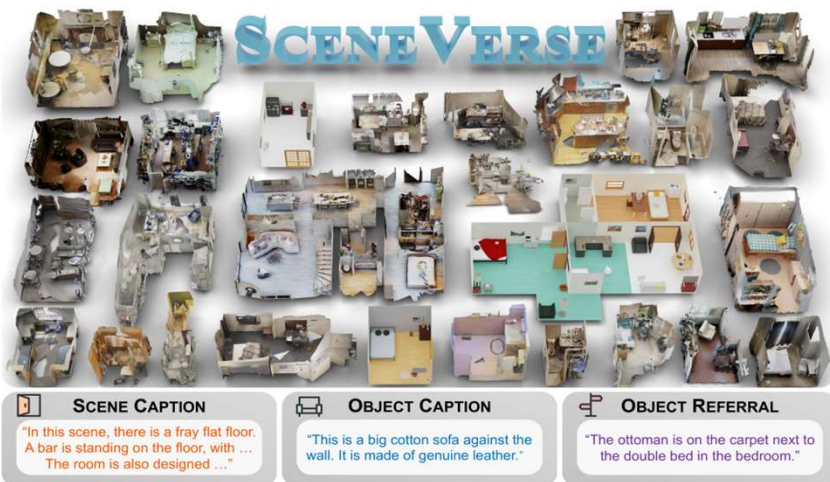 SCENEVERSE
SCENE CAPTION
"In this scene, there is a fray flat floor.
A bar is standing on the floor, with ...
The room is also designed ..."
OBJECT CAPTION
"This is a big cotton sofa against the
wall. It is made of genuine leather."
OBJECT REFERRAL
"The ottoman is on the carpet next to
the double bed in the bedroom."